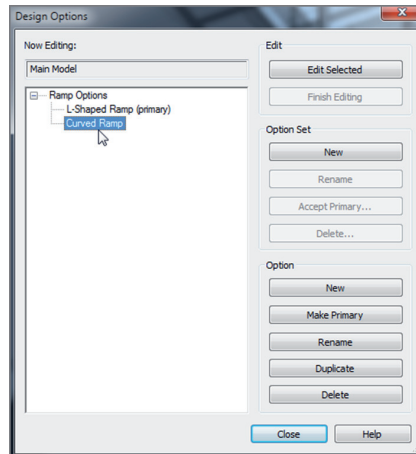 Design Options
Now Editing:
Main Model
Ramp Options
L-Shaped Ramp (primary)
Curved Ramp
Edit
Edit Selected
Finish Editing
Option Set
New
Rename
Accept Primary...
Delete...
Option
New
Make Primary
Rename
Duplicate
Delete
Close
Help